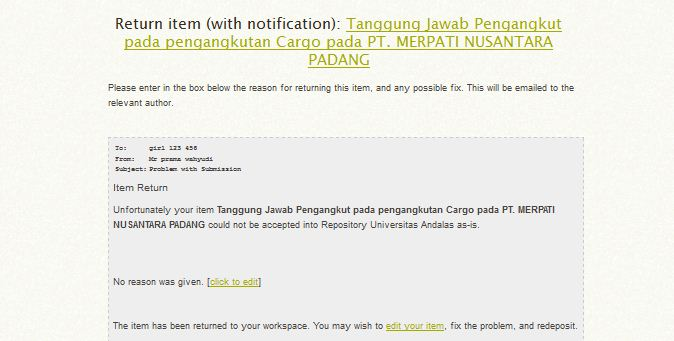 Return item (with notification): Tanggung Jawab Pengangkut
pada pengangkutan Cargo pada PT. MERPATI NUSANTARA
PADANG
Please enter in the box below the reason for returning this item, and any possible fix. This will be emailed to the
relevant author.
To: girl 123 456
From: Mr prama wahyudi
Subject: Problem with Submission
Item Return
Unfortunately your item Tanggung Jawab Pengangkut pada pengangkutan Cargo pada PT. MERPATI
NUSANTARA PADANG could not be accepted into Repository Universitas Andalas as-is.
No reason was given. [click to edit]
The item has been returned to your workspace. You may wish to edit your item, fix the problem, and redeposit.